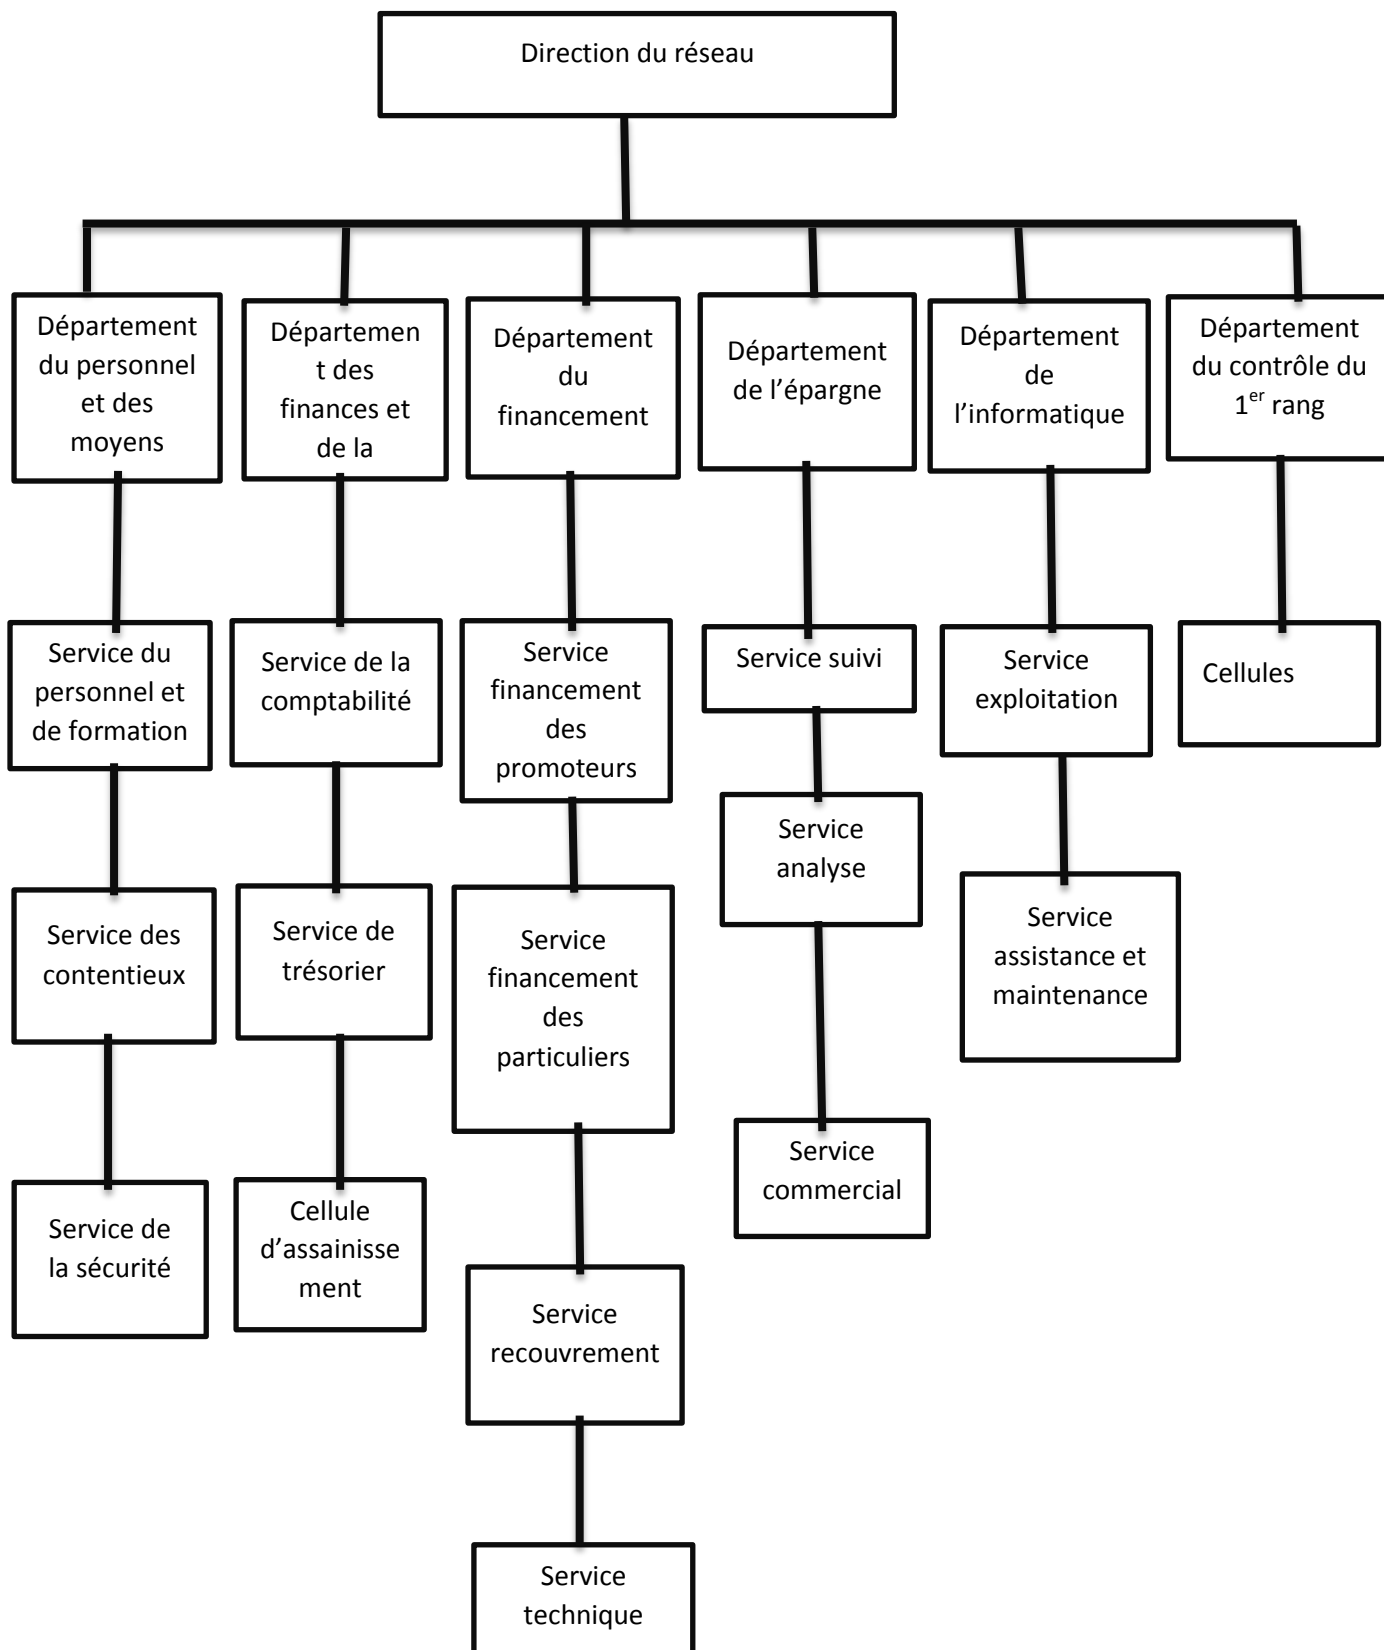 Direction du réseau
Département
du personnel
et des
moyens
Départemen
t des
finances et
de la
Département
du
financement
Département
de l’épargne
Département
de
l’informatique
Département
du contrôle du
1er rang
Service du
personnel et
de formation
Service de la
comptabilité
Service
financement
des
promoteurs
Service suivi
Service
exploitation
Cellules
Service
analyse
Service des
contentieux
Service de
trésorier
Service
financement
des
particuliers
Service
assistance et
maintenance
Service
commercial
Service de
la sécurité
Cellule
d’assainisse
ment
Service
recouvrement
Service
technique